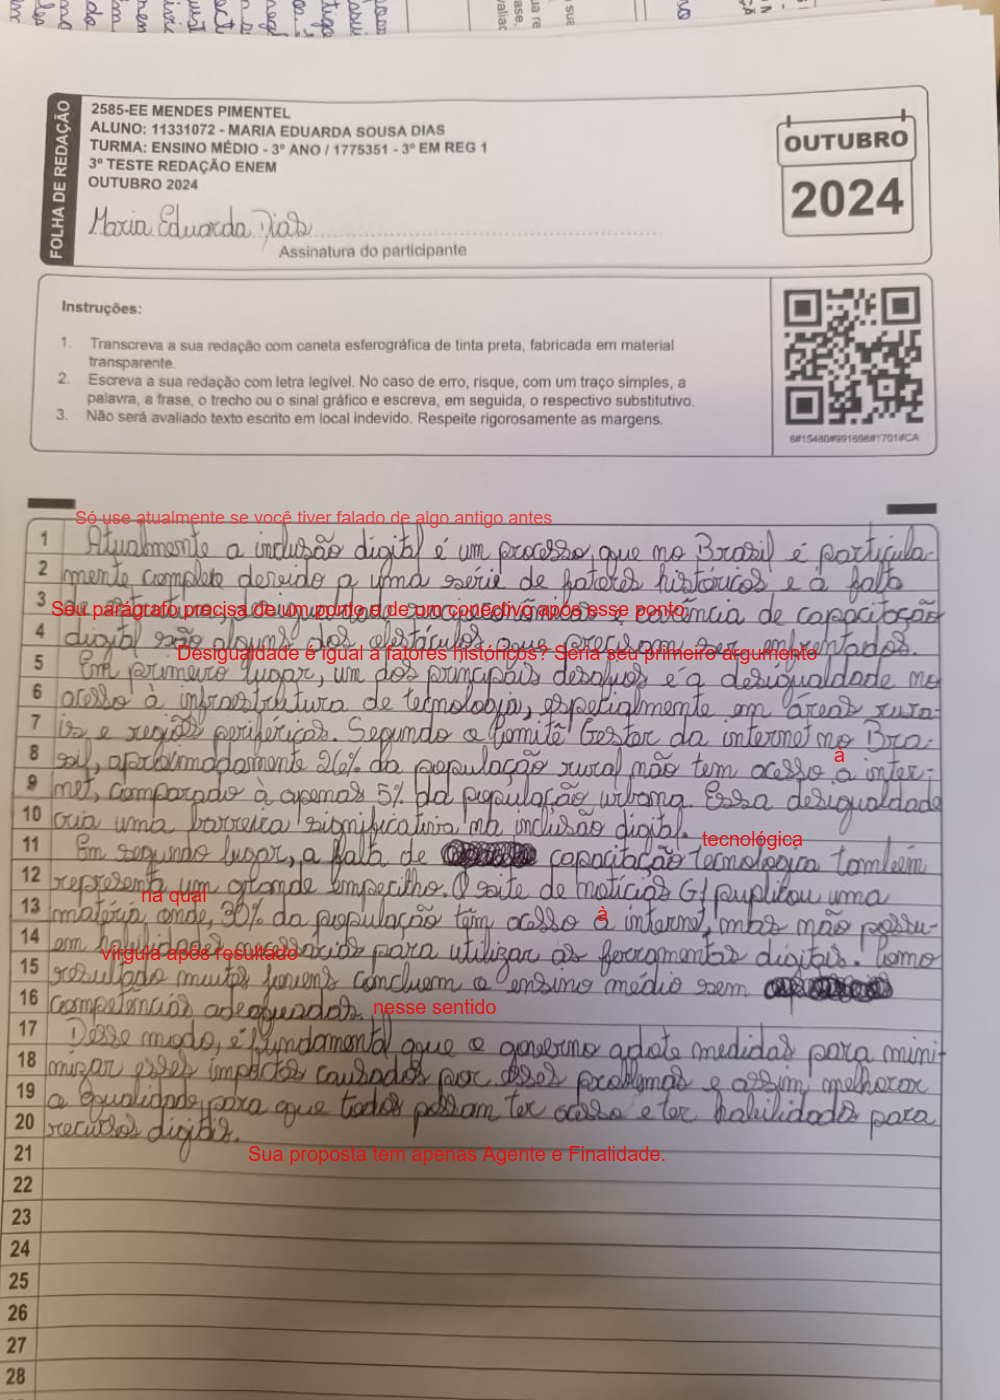 FOLHA DE REDAÇÃO
2585-EE MENDES PIMENTEL
ALUNO: 11331072 - MARIA EDUARDA SOUSA DIAS
TURMA: ENSINO MÉDIO - 3º ANO / 1775351 - 3º EM REG 1
3º TESTE REDAÇÃO ENEM
OUTUBRO 2024
Maria Eduarda Dias
Assinatura do participante
OUTUBRO
2024
Instruções:
1. Transcreva a sua redação com caneta esferográfica de tinta preta, fabricada em material
transparente.
2. Escreva a sua redação com letra legível. No caso de erro, risque, com um traço simples, a
palavra, a frase, o trecho ou o sinal gráfico e escreva, em seguida, o respectivo substitutivo.
3. Não será avaliado texto escrito em local indevido. Respeite rigorosamente as margens.
6#15480#991698#1701#CA
Só use atualmente se você tiver falado de algo antigo antes
1 Atualmente a inclusão digital é um processo, que no Brasil é particula-
2 mente complete devido a uma série de fatores históricos e à falta
Seu parágrafo precisa de um ponto e de um conectivo após esse ponto.
3 de estrutura, desigualdade socioeconômicas e carência de capacitação
4 digital são alguns dos obstáculos que precisam ser enfrentados.
Desigualdade é igual a fatores históricos? Seria seu primeiro argumento
5 Em primeiro lugar, um dos principais desafios é a desigualdade no
6 acesso à infraestrutura de tecnologia, especialmente em áreas rura-
7 is e regiões periféricas. Segundo o Comitê Gestor da internet no Bra-
8 sil, aproximadamente 26% da população rural não tem acesso a inter-
à
9 net, comparado à apenas 5% da população urbana. Essa desigualdade
10 cria uma barreira significativa na inclusão digital.
tecnológica
11 Em segundo lugar, a falta de capacitação tecnologica também
12 representa um grande empecilho. O saite de notícias G1 puplicou uma
na qual
13 matéria onde, 30% da população têm acesso a internet, mas não possu-
à
14 em habilidades necessárias para utilizar as ferramentas digitais. Como
vírgula após resultado
15 resultado muitos jovens concluem o ensino médio sem
16 competências adequadas.
nesse sentido
17 Desse modo, é fundamental que o governo adote medidas para mini-
18 mizar esses impactos causados por esses problemas e assim, melhorar
19 a equalidade, para que todos possam ter acesso e ter habilidades para
20 recursos digitais.
21
Sua proposta tem apenas Agente e Finalidade.
22
23
24
25
26
27
28